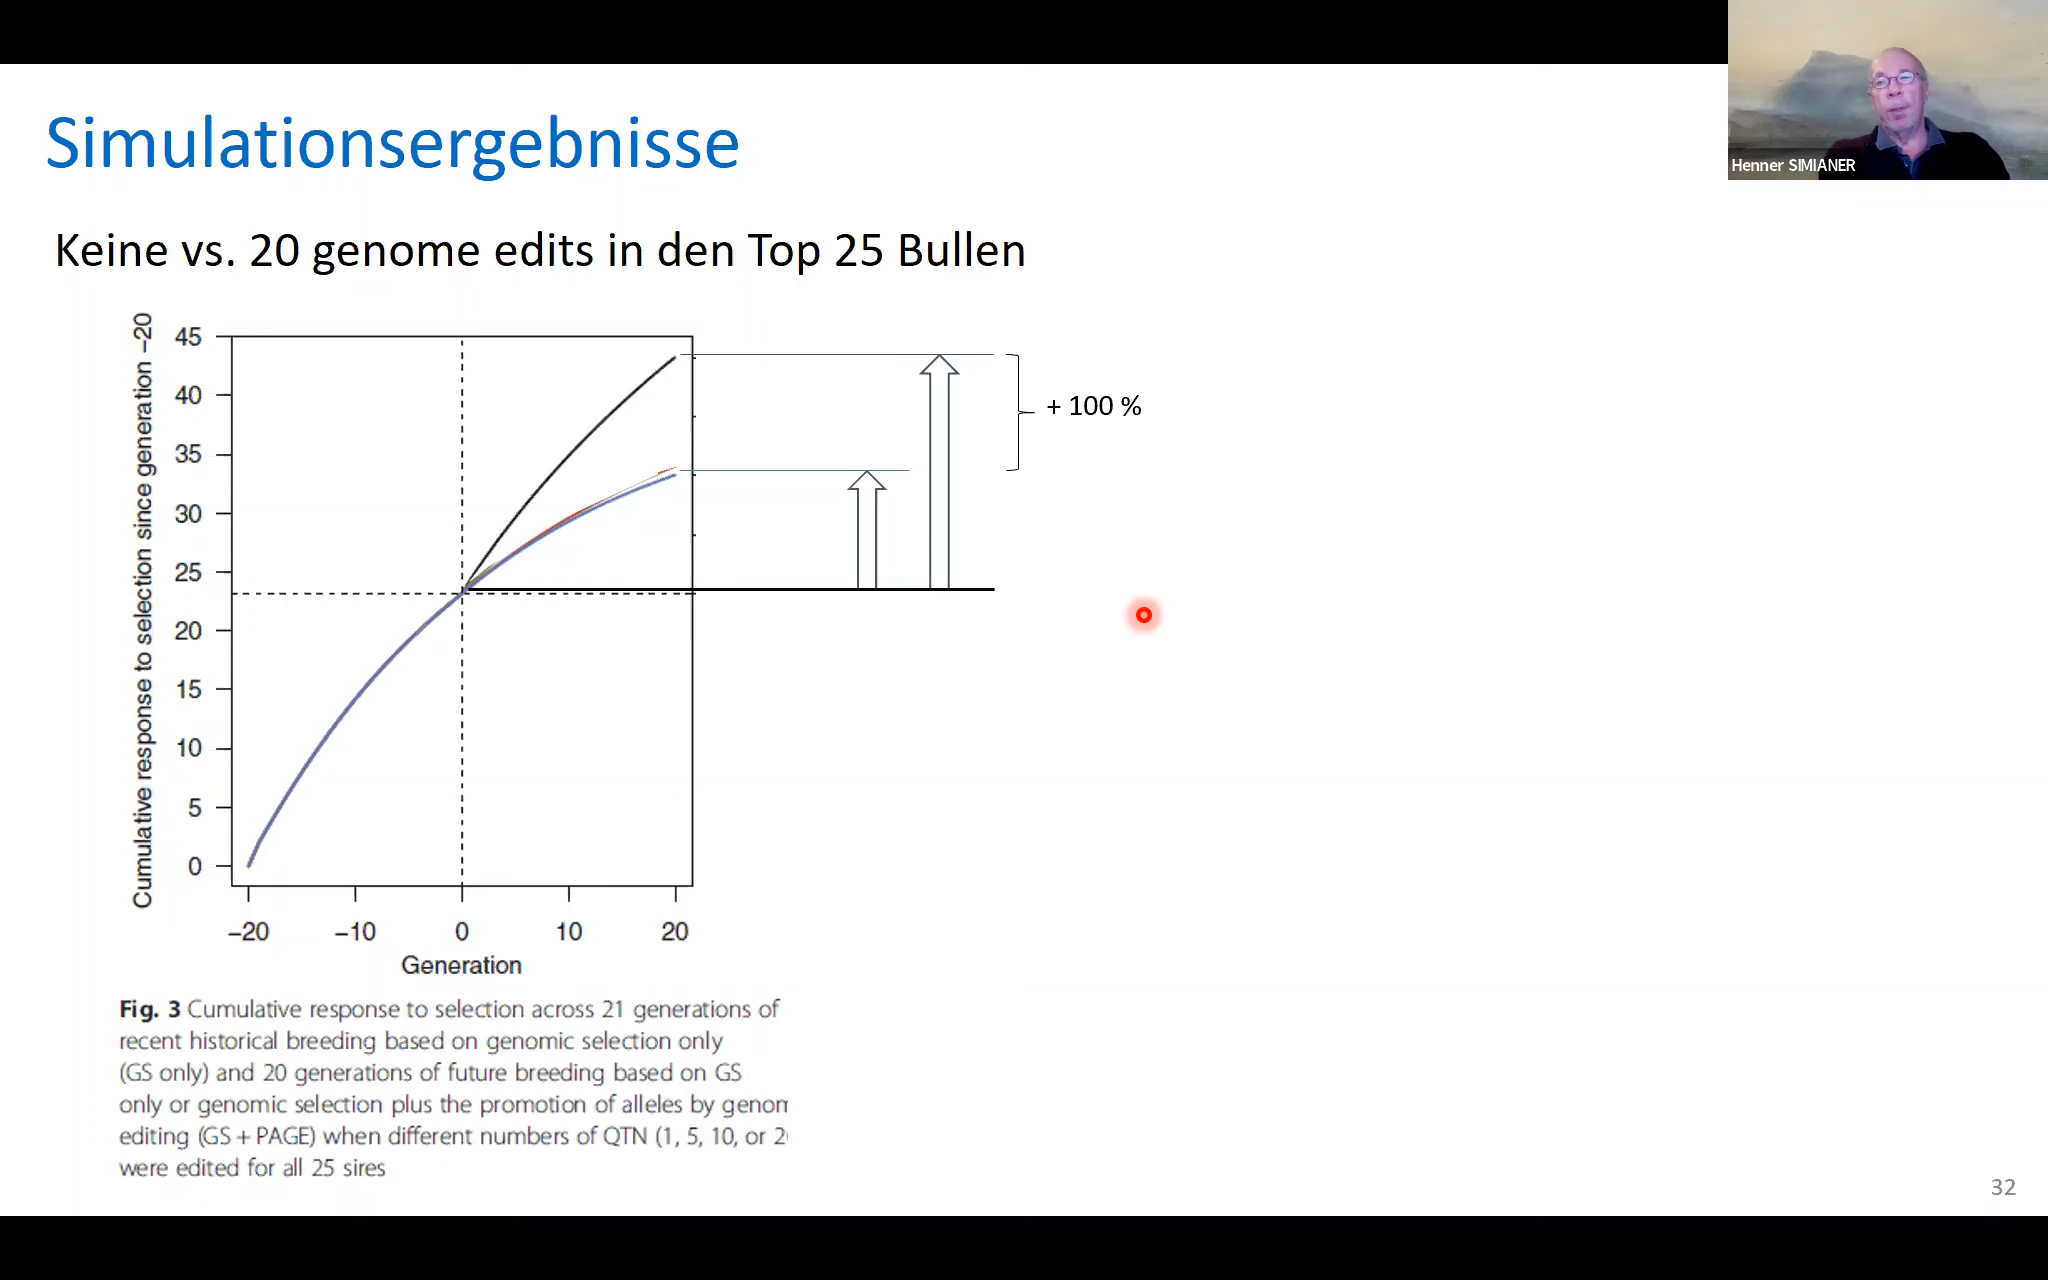 Simulationsergebnisse
Henner SIMIANER
Keine vs. 20 genome edits in den Top 25 Bullen
Cumulative response to selection since generation −20
45
40
35
30
25
20
15
10
5
0
−20 −10 0 10 20
Generation
+ 100 %
Fig. 3 Cumulative response to selection across 21 generations of
recent historical breeding based on genomic selection only
(GS only) and 20 generations of future breeding based on GS
only or genomic selection plus the promotion of alleles by genom
editing (GS + PAGE) when different numbers of QTN (1, 5, 10, or 2
were edited for all 25 sires
32